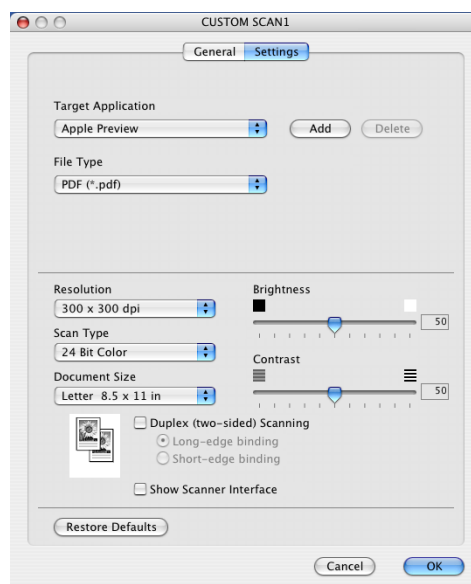 CUSTOM SCAN1
General Settings
Target Application
Apple Preview Add Delete
File Type
PDF (*.pdf)
Resolution Brightness
300 x 300 dpi
50
Scan Type
24 Bit Color
Contrast
Document Size
Letter 8.5 x 11 in 50
Duplex (two-sided) Scanning
Long-edge binding
Short-edge binding
Show Scanner Interface
Restore Defaults
Cancel OK